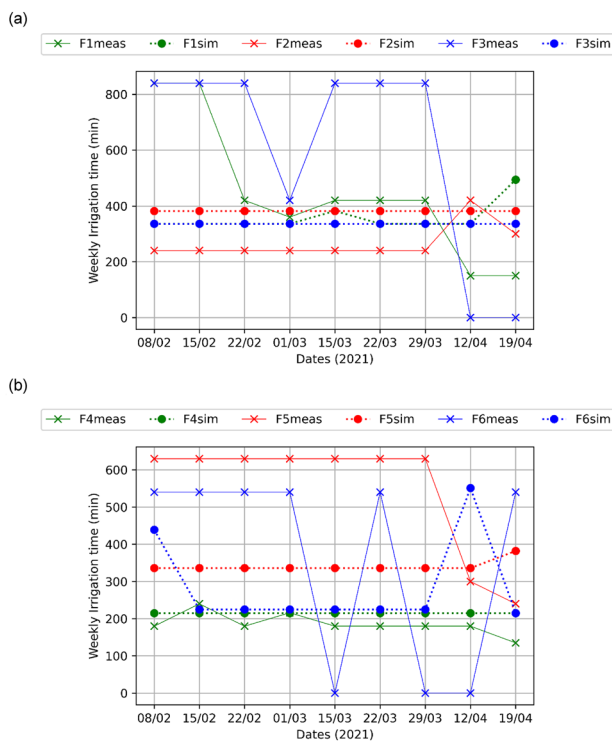 (a)
F1meas F1sim F2meas F2sim F3meas F3sim
800
600
400
200
0
Weekly Irrigation time (min)
08/02 15/02 22/02 01/03 15/03 22/03 29/03 12/04 19/04
Dates (2021)
(b)
F4meas F4sim F5meas F5sim F6meas F6sim
600
500
400
300
200
100
0
Weekly Irrigation time (min)
08/02 15/02 22/02 01/03 15/03 22/03 29/03 12/04 19/04
Dates (2021)